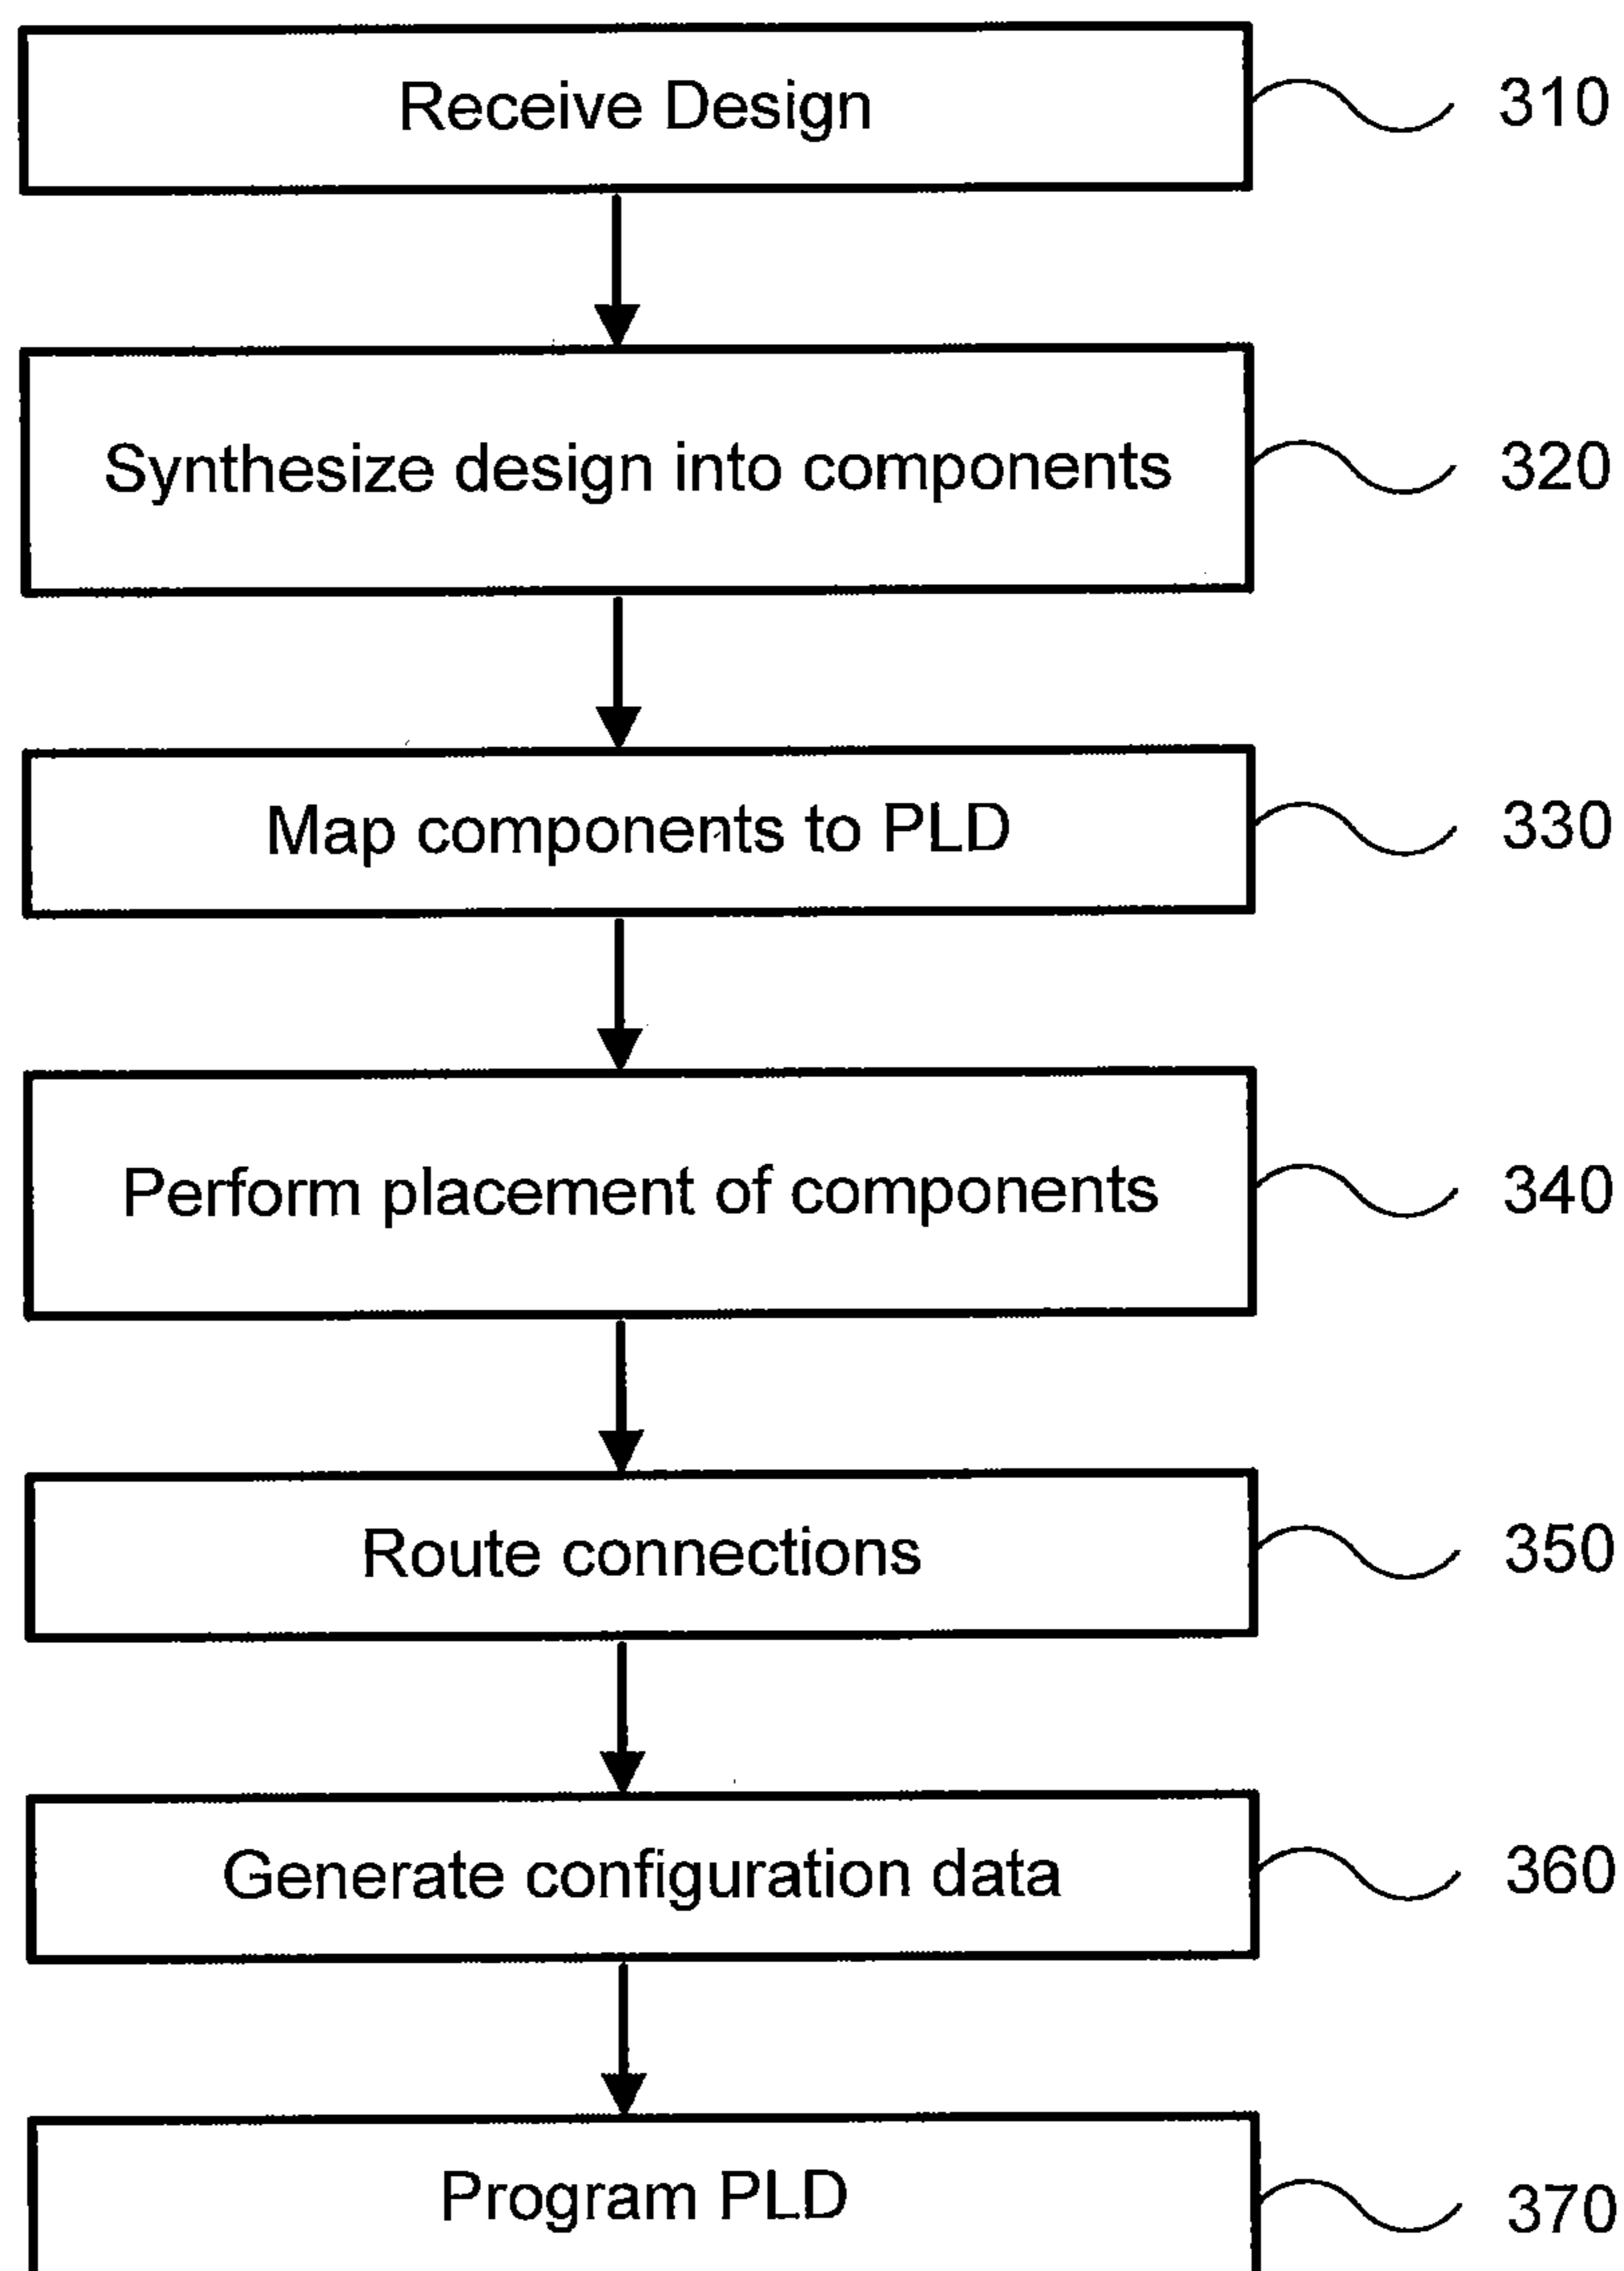 Receive Design 310
Synthesize design into components 320
Map components to PLD 330
Perform placement of components 340
Route connections 350
Generate configuration data 360
Program PLD 370